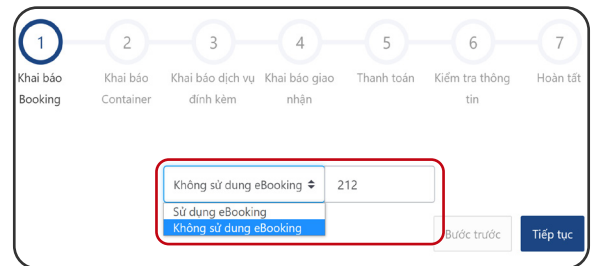 1 2 3 4 5 6 7
Khai báo Khai báo Khai báo dịch vụ Khai báo giao Thanh toán Kiểm tra thông Hoàn tất
Booking Container đính kèm nhận tin
Không sử dung eBooking 212
Sử dụng eBooking
Không sử dung eBooking
Bước trước Tiếp tục